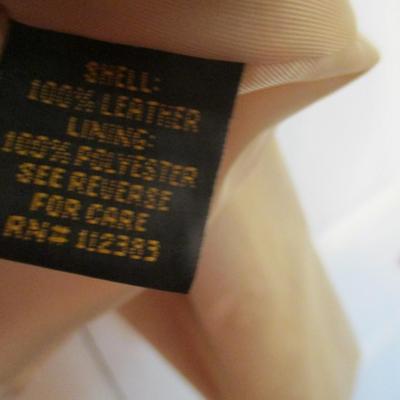 SHELL:
100% LEATHER
LINING:
100% POLYESTER
SEE REVERSE
FOR CARE
RN# 112383